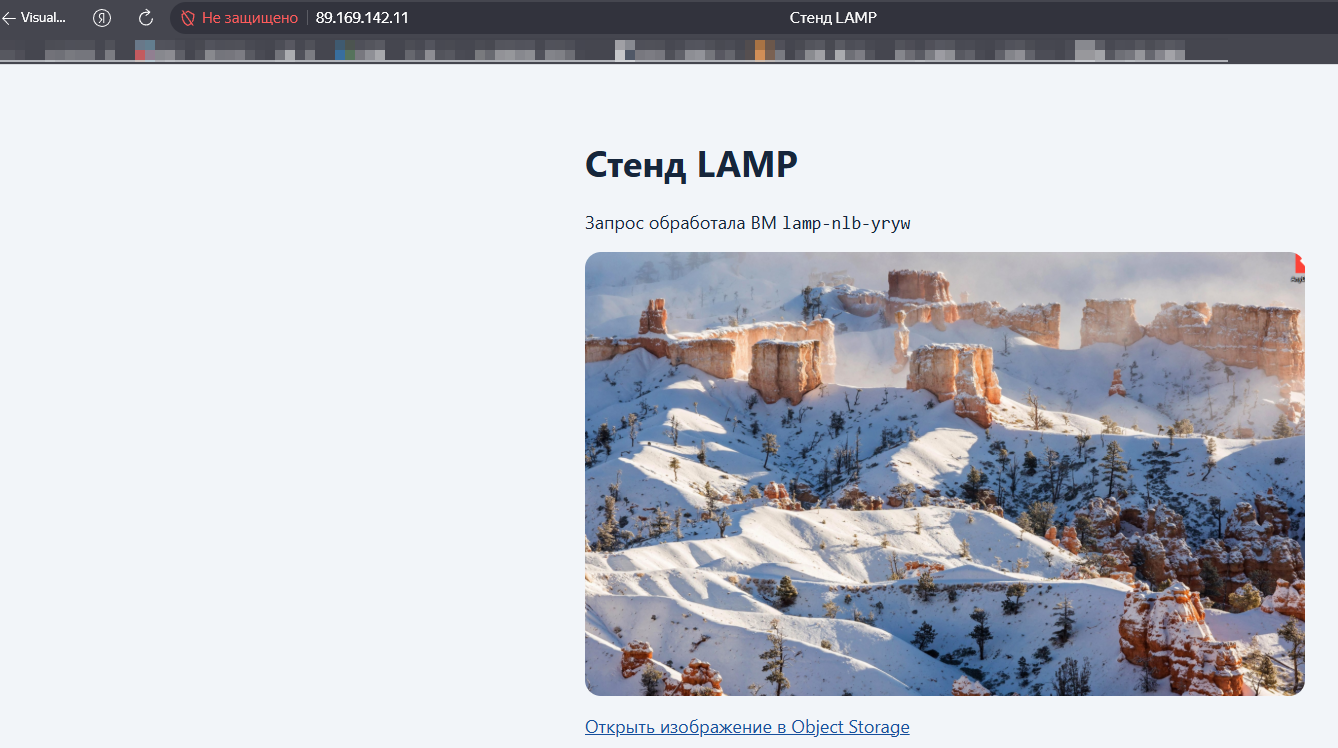 Visual...
Я
Не защищено
89.169.142.11
Стенд LAMP
Стенд LAMP
Запрос обработала ВМ lamp-nlb-yryw
Открыть изображение в Object Storage